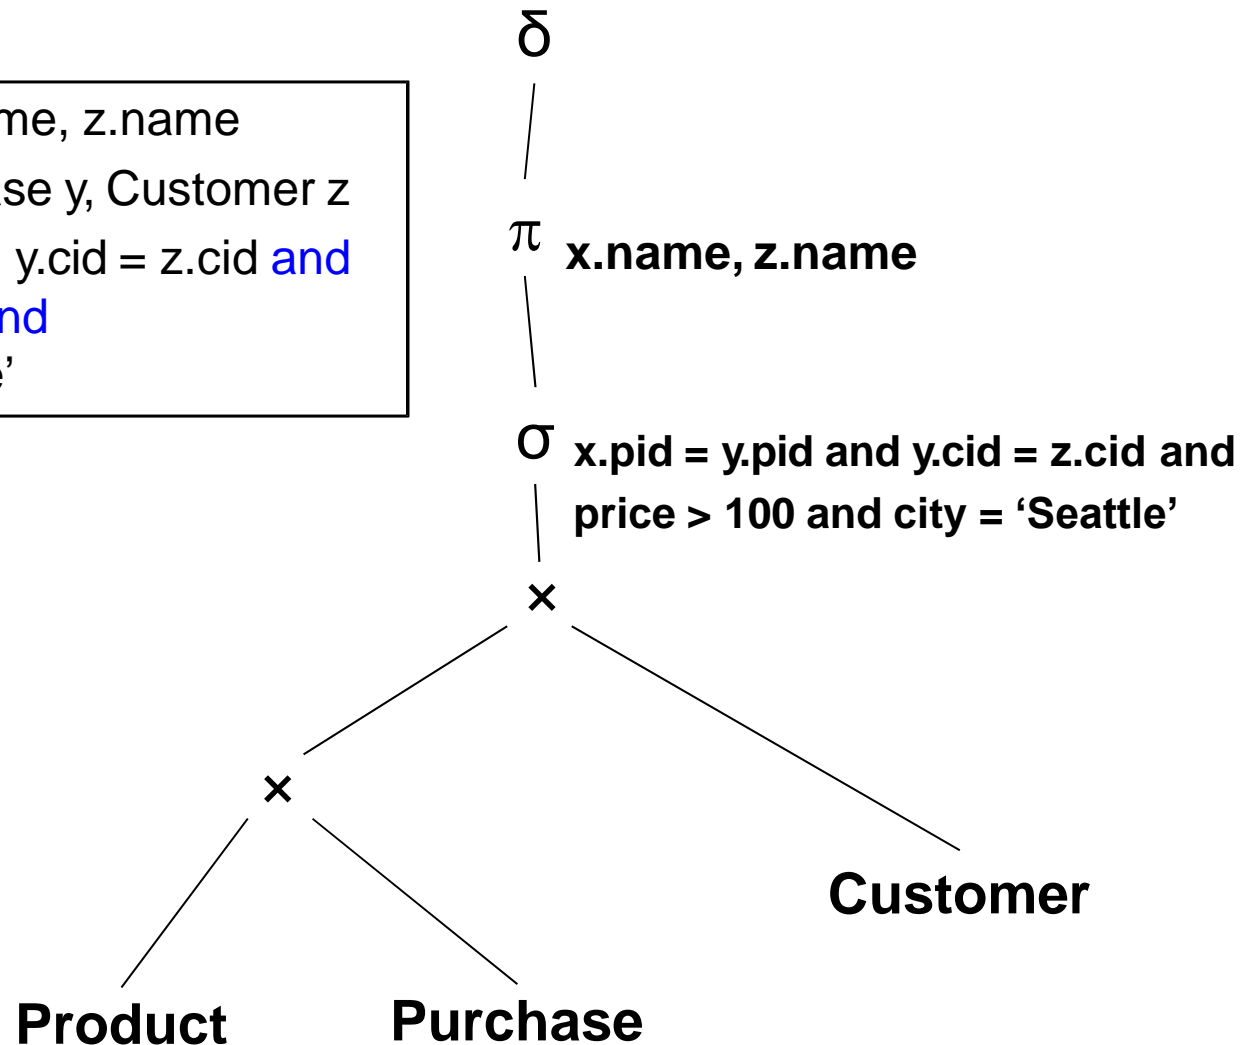 δ
me, z.name
se y, Customer z
y.cid = z.cid and
nd
e’
π x.name, z.name
σ x.pid = y.pid and y.cid = z.cid and
price > 100 and city = ‘Seattle’
×
×
Customer
Product
Purchase